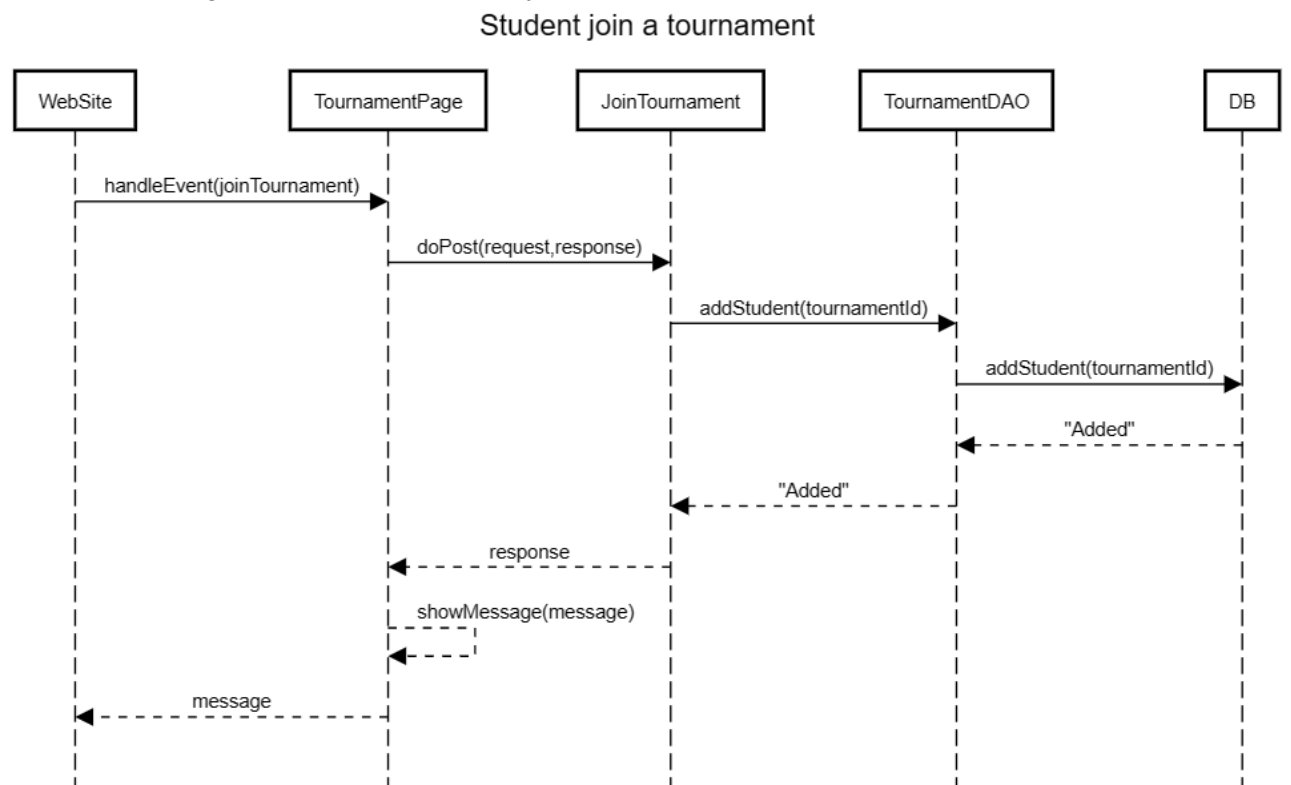 Student join a tournament
WebSite
TournamentPage
JoinTournament
TournamentDAO
DB
handleEvent(joinTournament)
doPost(request,response)
addStudent(tournamentId)
addStudent(tournamentId)
"Added"
"Added"
response
showMessage(message)
message